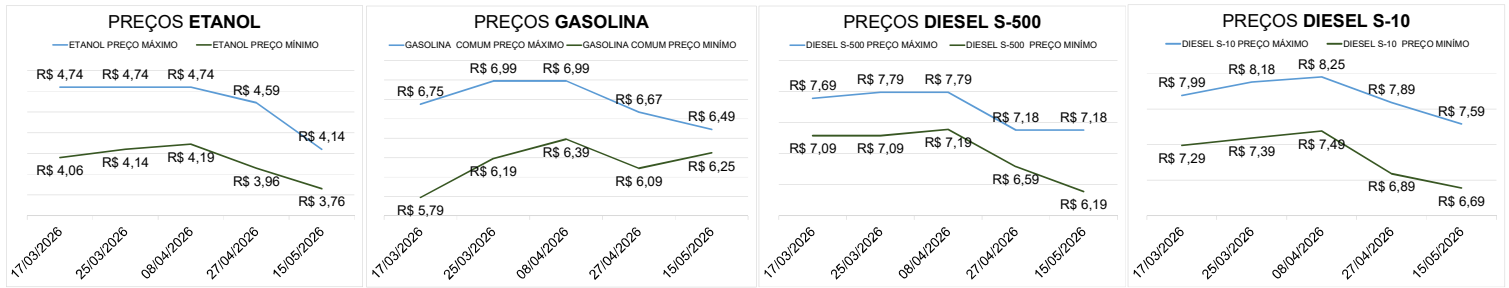 PREÇOS ETANOL
ETANOL PREÇO MÁXIMO ETANOL PREÇO MÍNIMO
R$ 4,74 R$ 4,74 R$ 4,74
R$ 4,59
R$ 4,14
R$ 4,06 R$ 4,14 R$ 4,19
R$ 3,96
R$ 3,76
17/03/2026 25/03/2026 08/04/2026 27/04/2026 15/05/2026
PREÇOS GASOLINA
GASOLINA COMUM PREÇO MÁXIMO GASOLINA COMUM PREÇO MINÍMO
R$ 6,75 R$ 6,99 R$ 6,99
R$ 6,67
R$ 6,49
R$ 5,79 R$ 6,19 R$ 6,39
R$ 6,09
R$ 6,25
17/03/2026 25/03/2026 08/04/2026 27/04/2026 15/05/2026
PREÇOS DIESEL S-500
DIESEL S-500 PREÇO MÁXIMO DIESEL S-500 PREÇO MINÍMO
R$ 7,69 R$ 7,79 R$ 7,79
R$ 7,18 R$ 7,18
R$ 7,09 R$ 7,09 R$ 7,19
R$ 6,59
R$ 6,19
17/03/2026 25/03/2026 08/04/2026 27/04/2026 15/05/2026
PREÇOS DIESEL S-10
DIESEL S-10 PREÇO MÁXIMO DIESEL S-10 PREÇO MINÍMO
R$ 7,99 R$ 8,18 R$ 8,25
R$ 7,89
R$ 7,59
R$ 7,29 R$ 7,39 R$ 7,49
R$ 6,89
R$ 6,69
17/03/2026 25/03/2026 08/04/2026 27/04/2026 15/05/2026